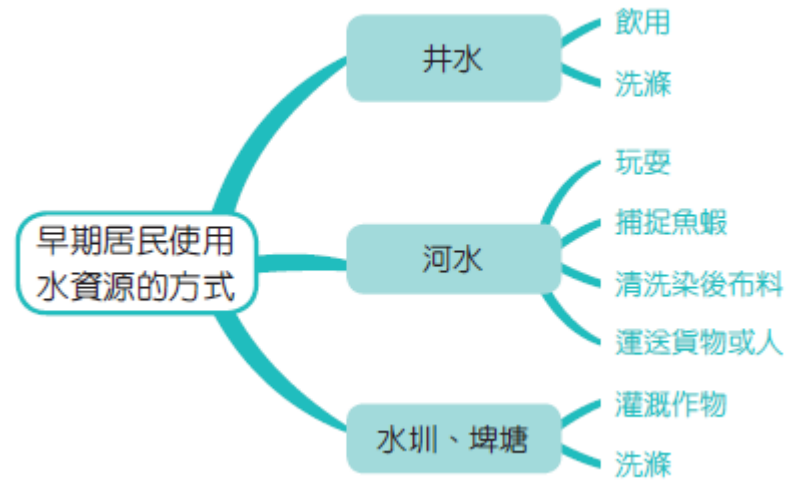 早期居民使用
水資源的方式
井水
飲用
洗滌
河水
玩耍
捕捉魚蝦
清洗染後布料
運送貨物或人
水圳、埤塘
灌溉作物
洗滌